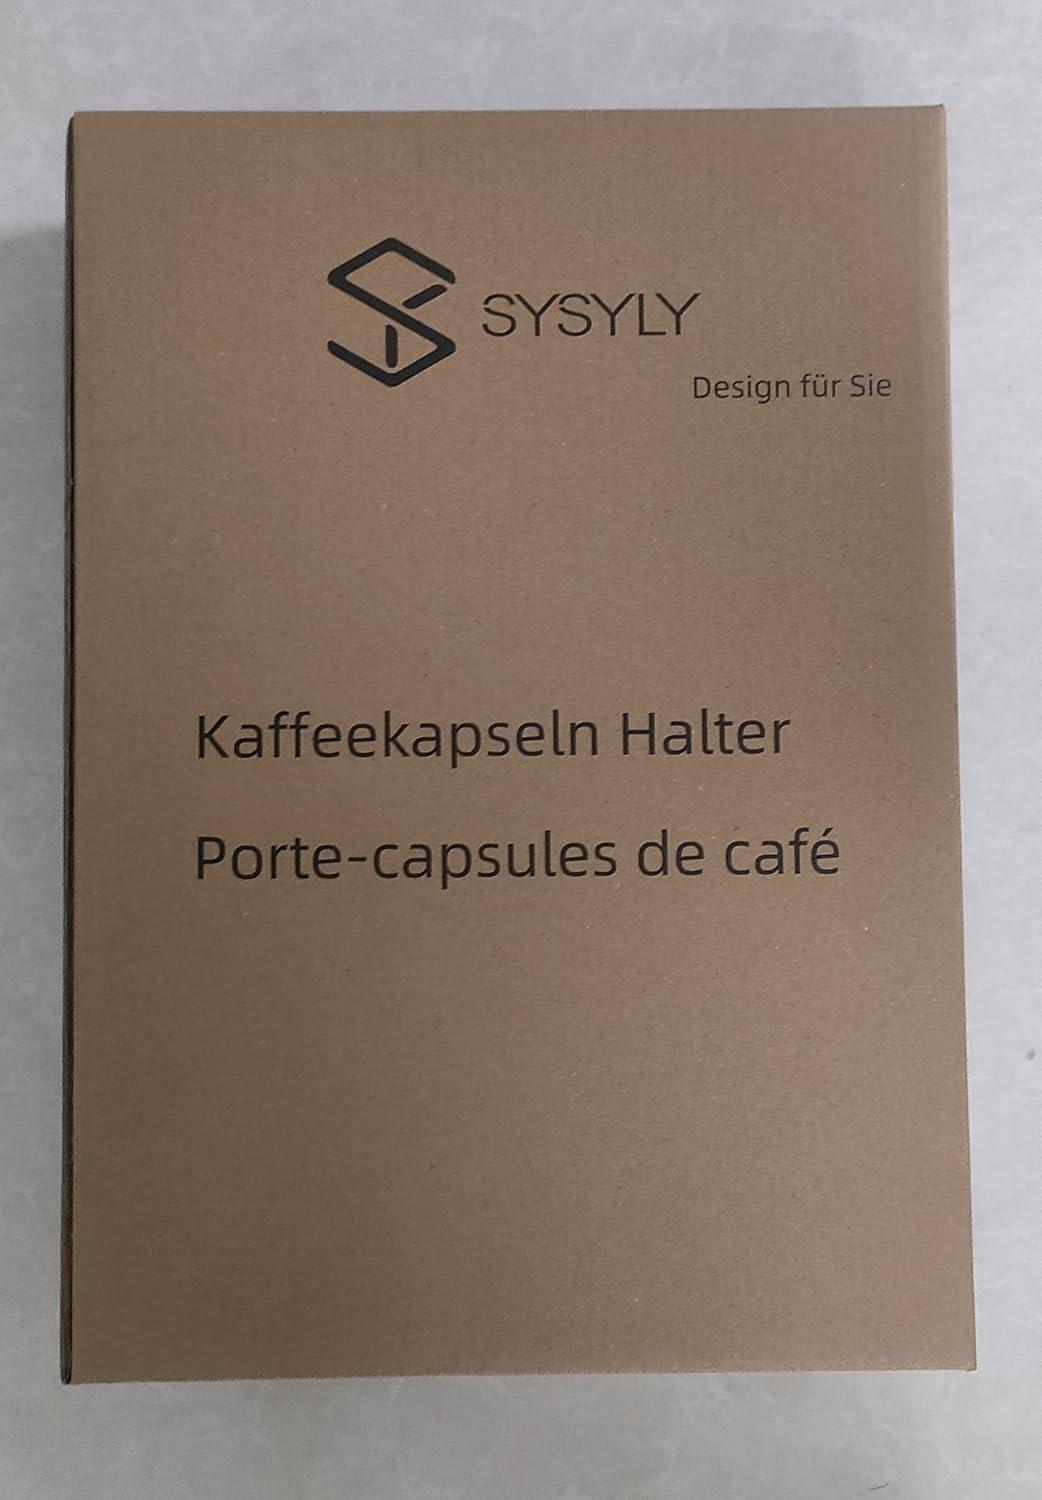 SYSYLY
Design für Sie
Kaffeekapseln Halter
Porte-capsules de café